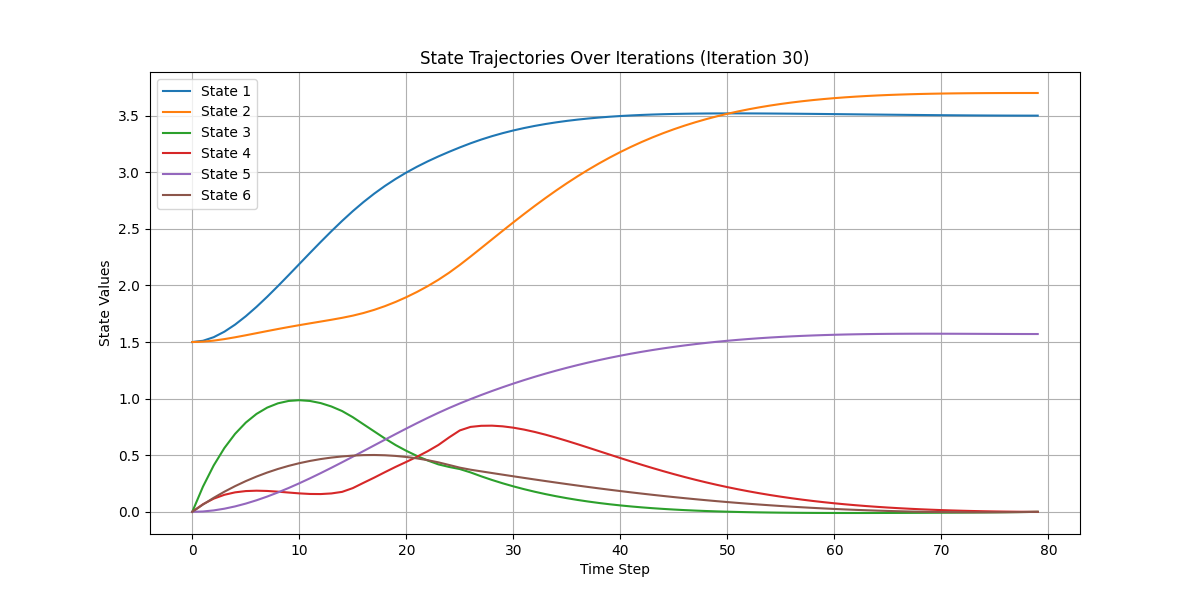 State Trajectories Over Iterations (Iteration 30)
State 1
State 2
State 3
State 4
State 5
State 6
State Values
3.5
3.0
2.5
2.0
1.5
1.0
0.5
0.0
0 10 20 30 40 50 60 70 80
Time Step